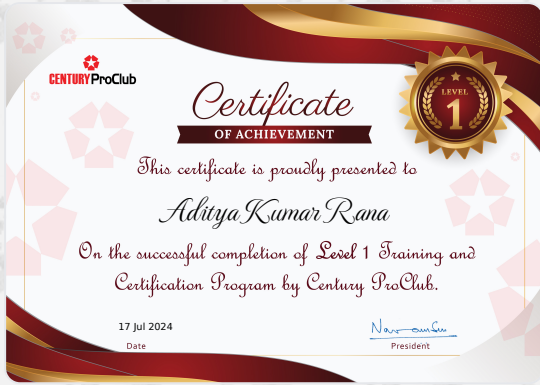 CENTURY ProClub
Certificate
OF ACHIEVEMENT
LEVEL
1
This certificate is proudly presented to
Aditya Kumar Rana
On the successful completion of Level 1 Training and
Certification Program by Century ProClub.
17 Jul 2024
Date
President